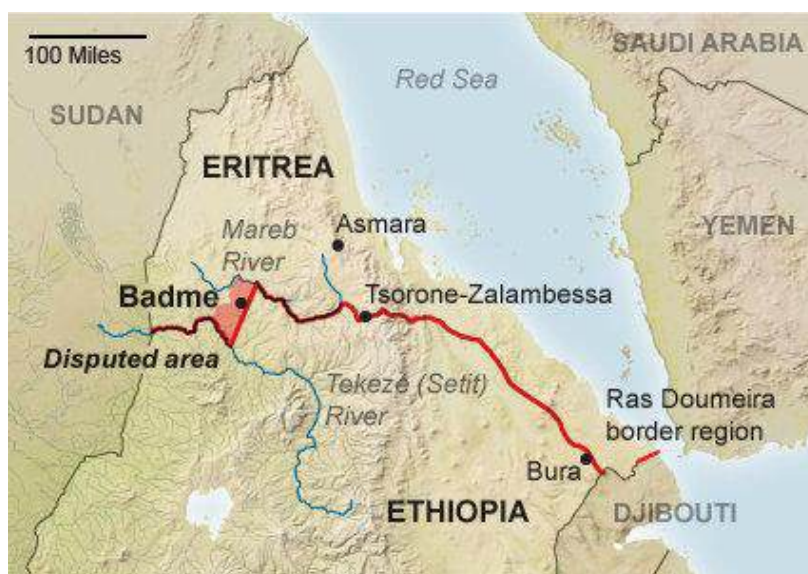 100 Miles
SAUDI ARABIA
Red Sea
SUDAN
ERITREA
Mareb
River
Asmara
YEMEN
Badme
Tsorone-Zalambessa
Disputed area
Tekeze (Setit)
River
Ras Doumeira
border region
Bura
ETHIOPIA
DJIBOUTI